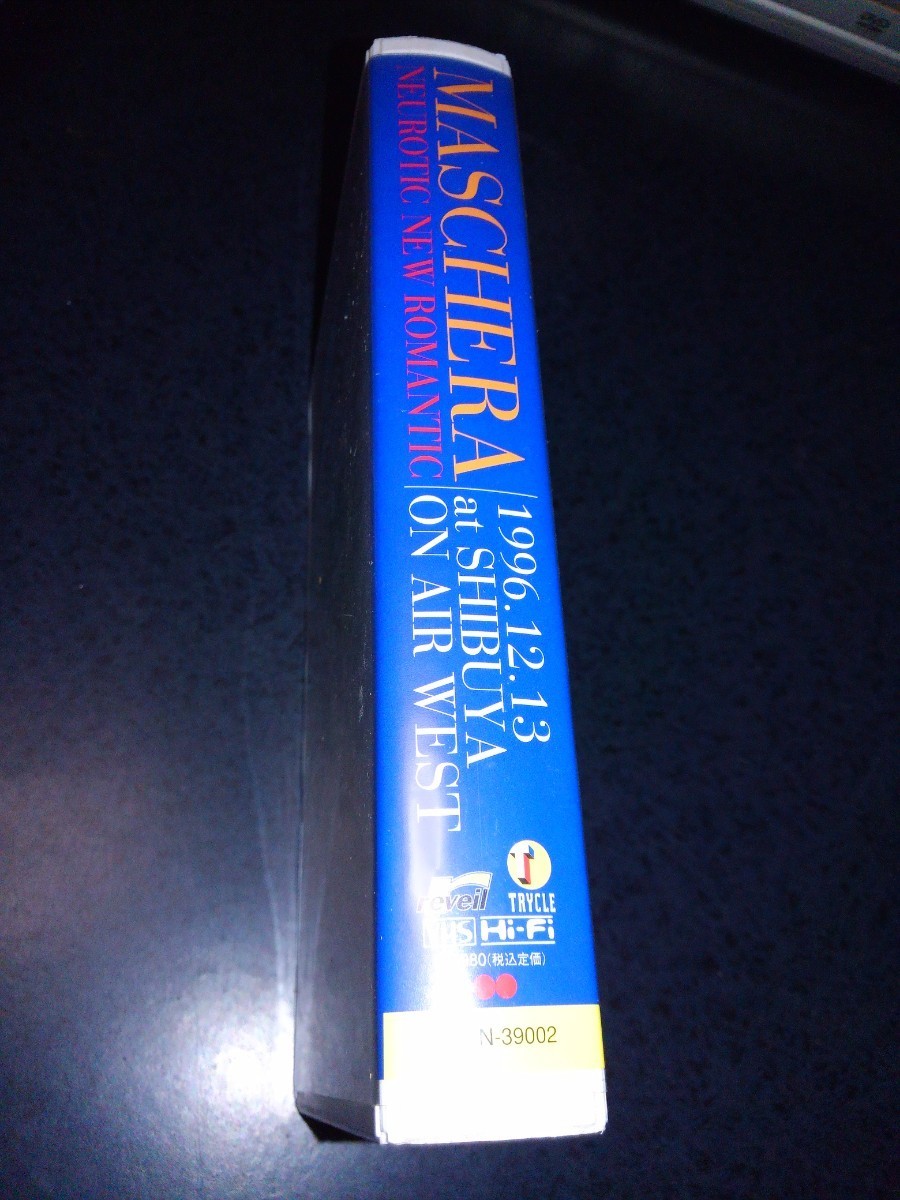 MASCHERA
NEUROTIC NEW ROMANTIC
1996.12.13
at SHIBUYA
ON AIR WEST
reveil
TRYCLE
Hi-Fi
(税込定価)
N-39002